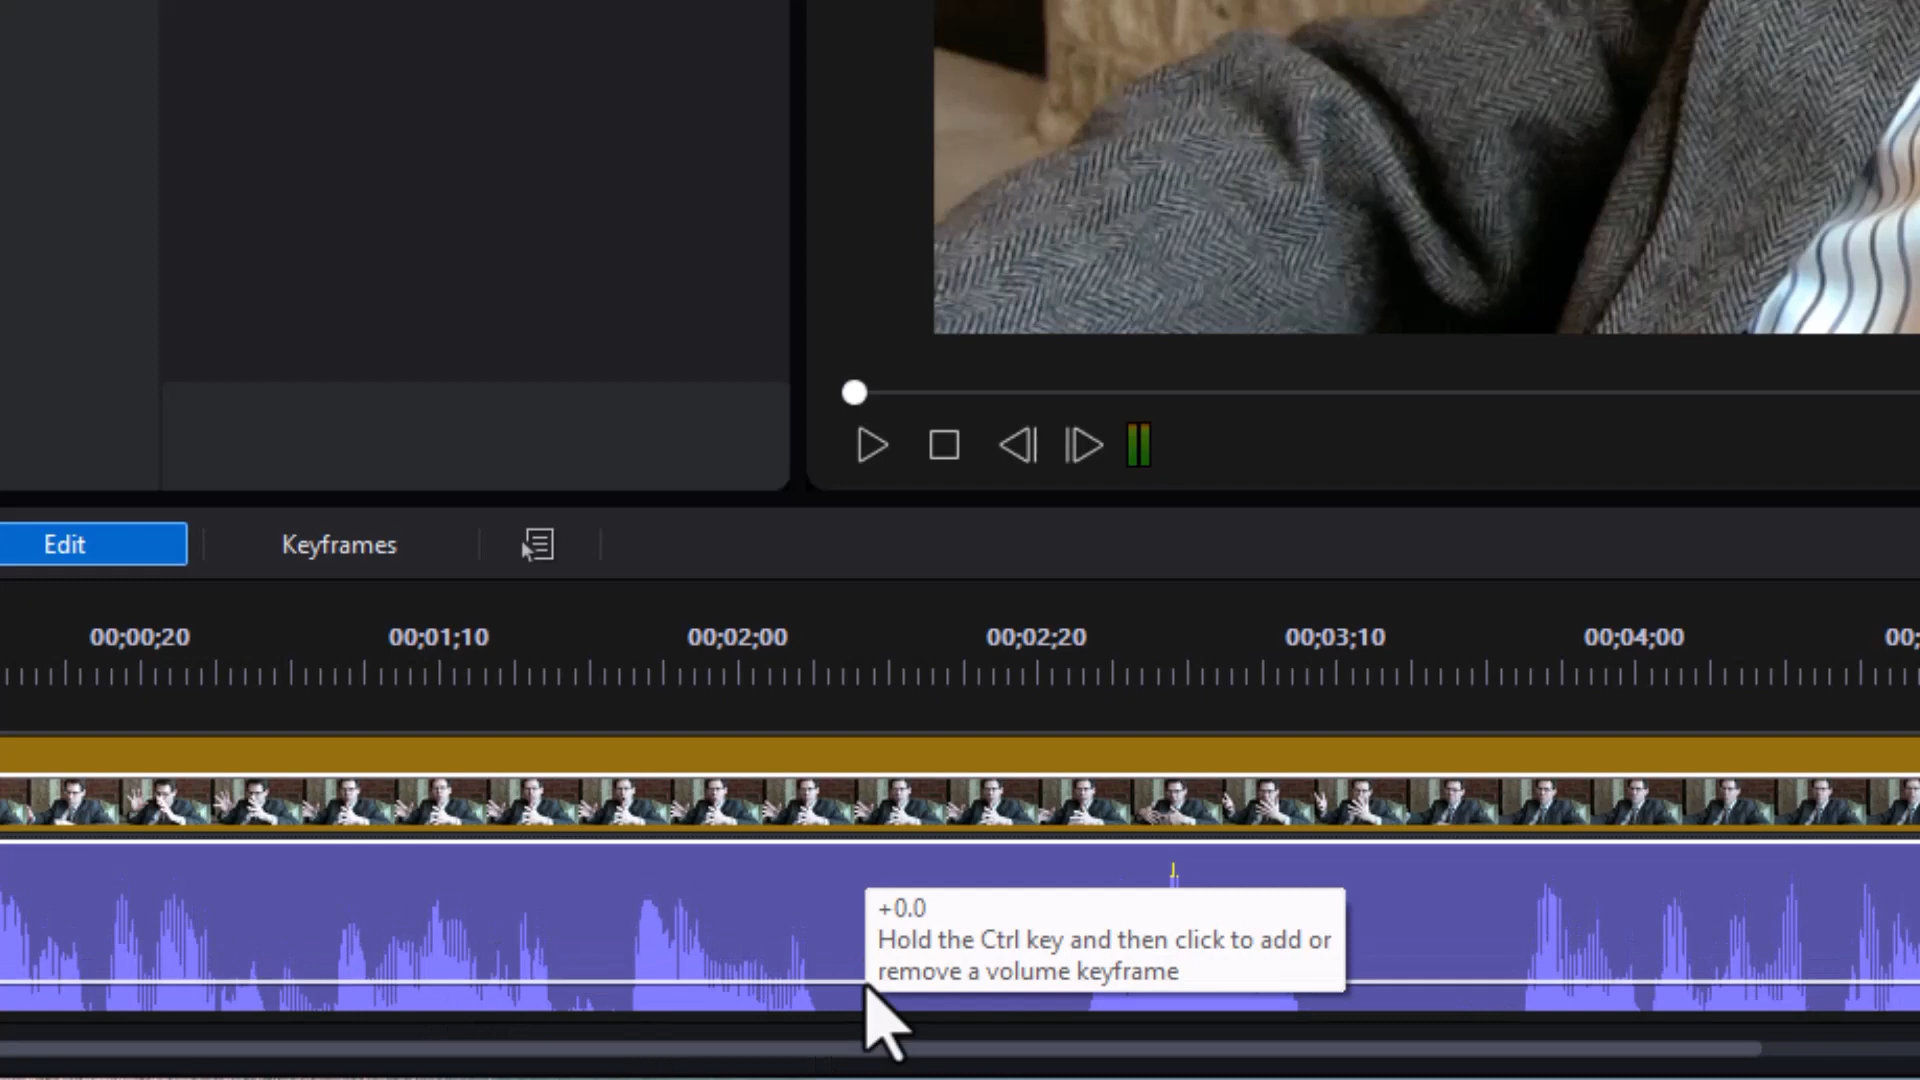 Edit
Keyframes
00;00;20
00;01;10
00;02;00
00;02;20
00;03;10
00;04;00
00;
+0.0
Hold the Ctrl key and then click to add or
remove a volume keyframe